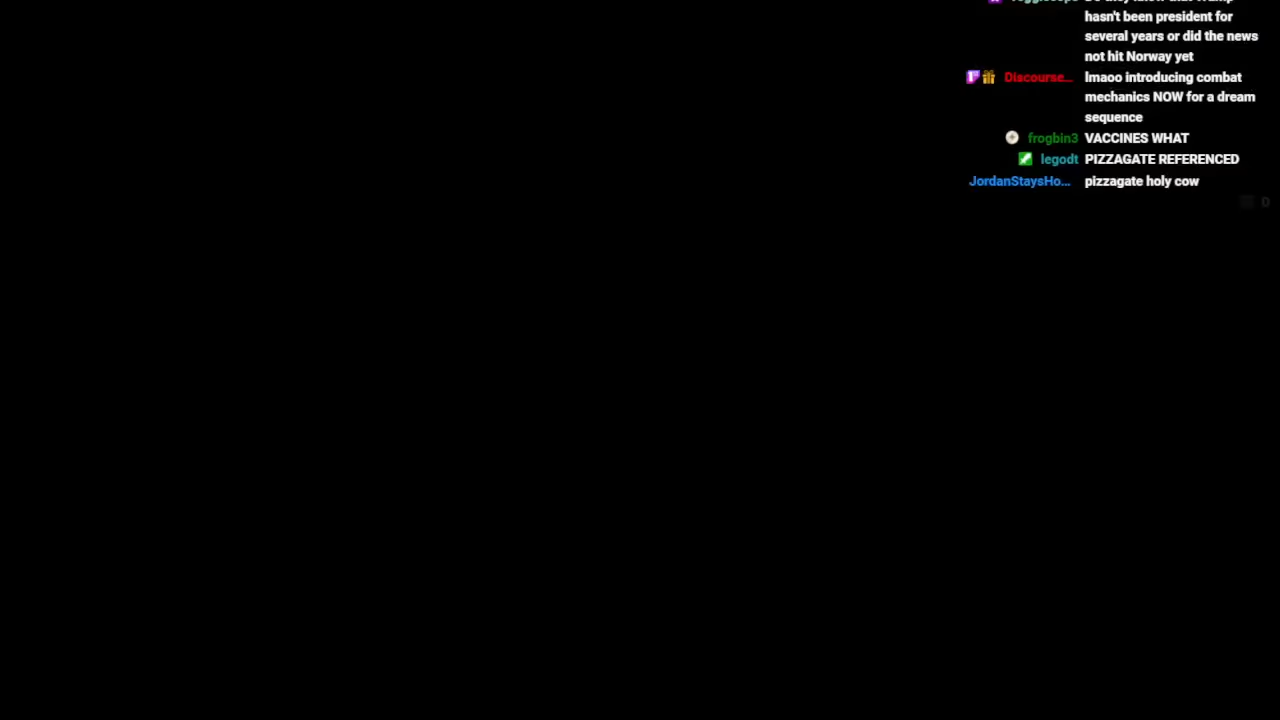 hasn't been president for
several years or did the news
not hit Norway yet
Discourse... lmaoo introducing combat
mechanics NOW for a dream
sequence
frogbin3 VACCINES WHAT
legodt PIZZAGATE REFERENCED
JordanStaysHo... pizzagate holy cow